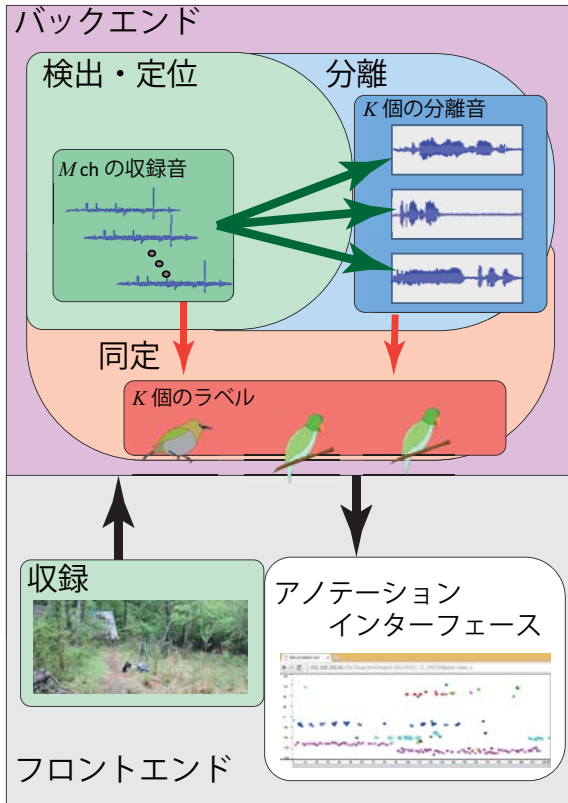 バックエンド
検出・定位
分離
K 個の分離音
M ch の収録音
同定
K 個のラベル
収録
アノテーション
インターフェース
フロントエンド